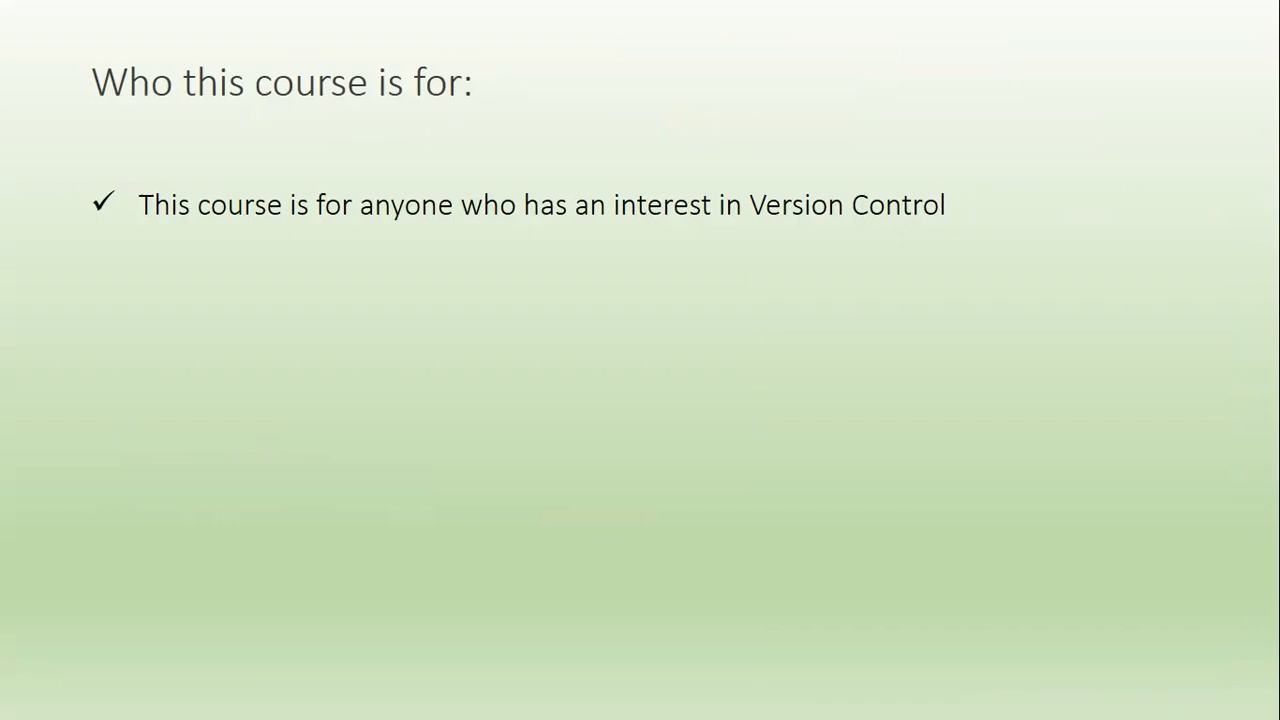 Who this course is for:
✓ This course is for anyone who has an interest in Version Control